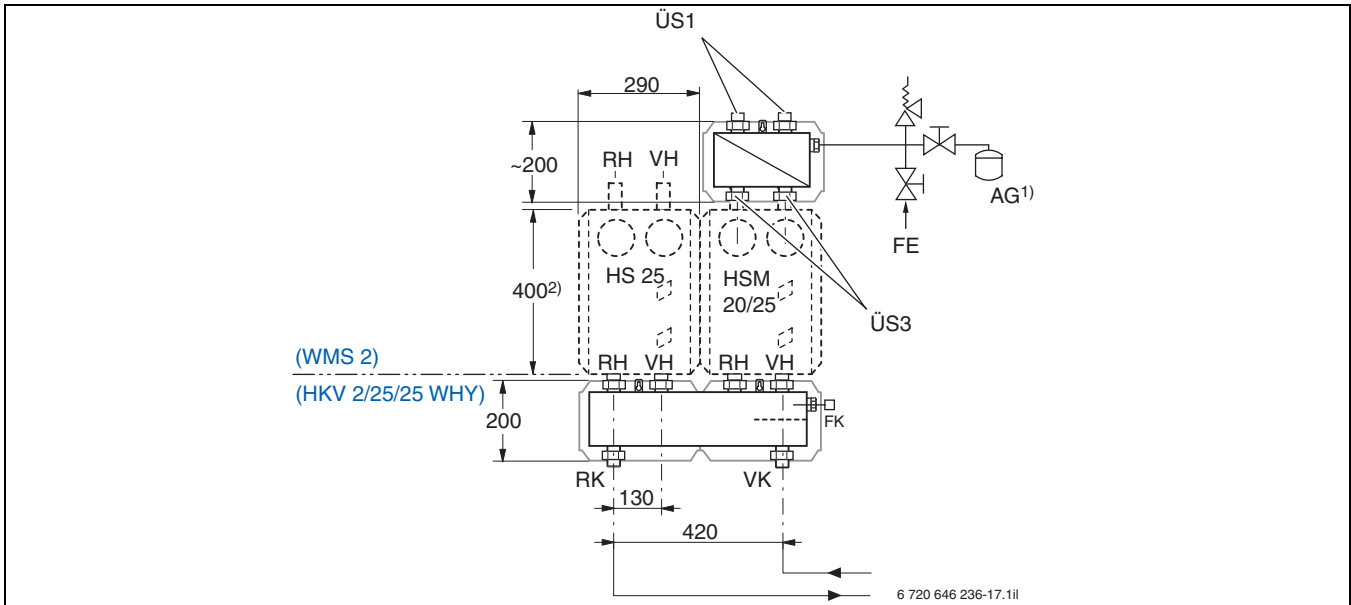 ÜS1
290
~200
RH VH
AG1)
FE
HS 25
HSM
20/25
400²)
ÜS3
(WMS 2)
RH VH RH VH
(HKV 2/25/25 WHY)
200
FK
RK VK
130
420
6 720 646 236-17.1il